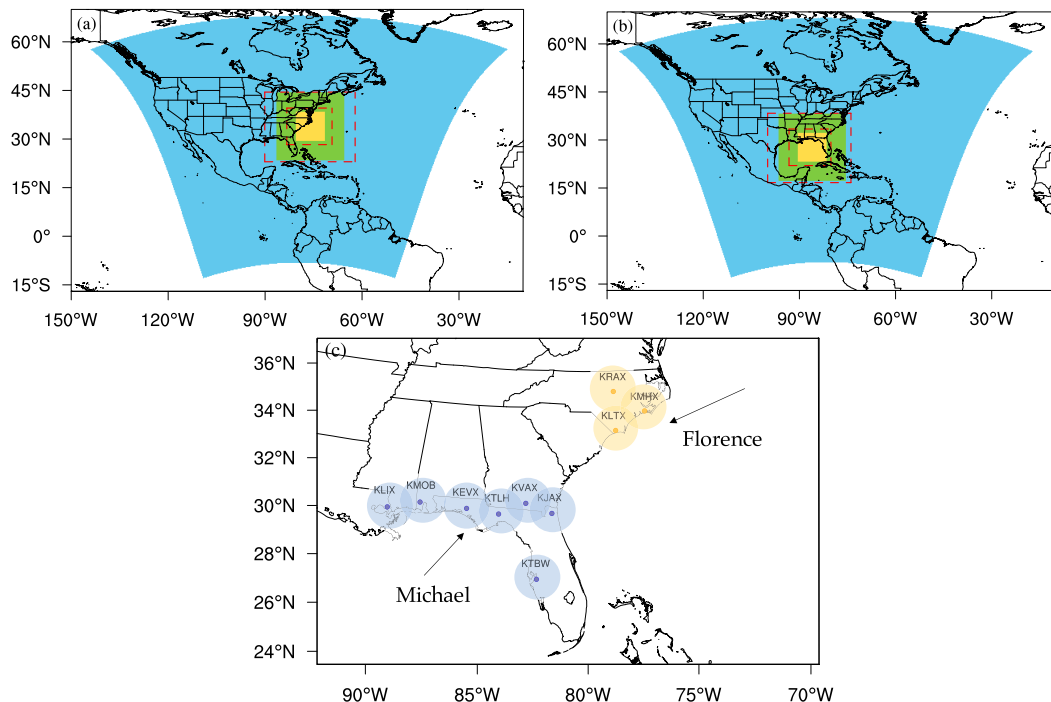 (a)
60°N
45°N
30°N
15°N
0°
15°S
150°W 120°W 90°W 60°W 30°W
(b)
60°N
45°N
30°N
15°N
0°
15°S
150°W 120°W 90°W 60°W 30°W
(c)
36°N
34°N
32°N
30°N
28°N
26°N
24°N
KRAX
KMHX
KLTX
Florence
KLIX KMOB KEVX KTLH KVAX KJAX
KTBW
Michael
90°W 85°W 80°W 75°W 70°W